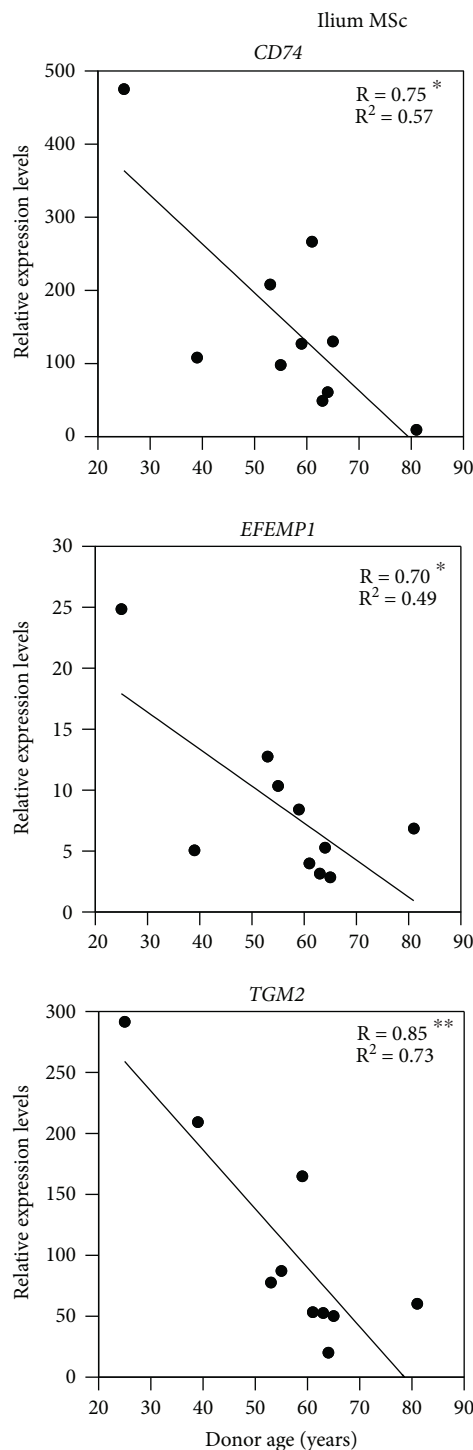 Ilium MSc
CD74
R = 0.75 *
R² = 0.57
Relative expression levels
500
400
300
200
100
0
20 30 40 50 60 70 80 90
EFEMP1
R = 0.70 *
R² = 0.49
Relative expression levels
30
25
20
15
10
5
0
20 30 40 50 60 70 80 90
TGM2
R = 0.85 **
R² = 0.73
Relative expression levels
300
250
200
150
100
50
0
20 30 40 50 60 70 80 90
Donor age (years)